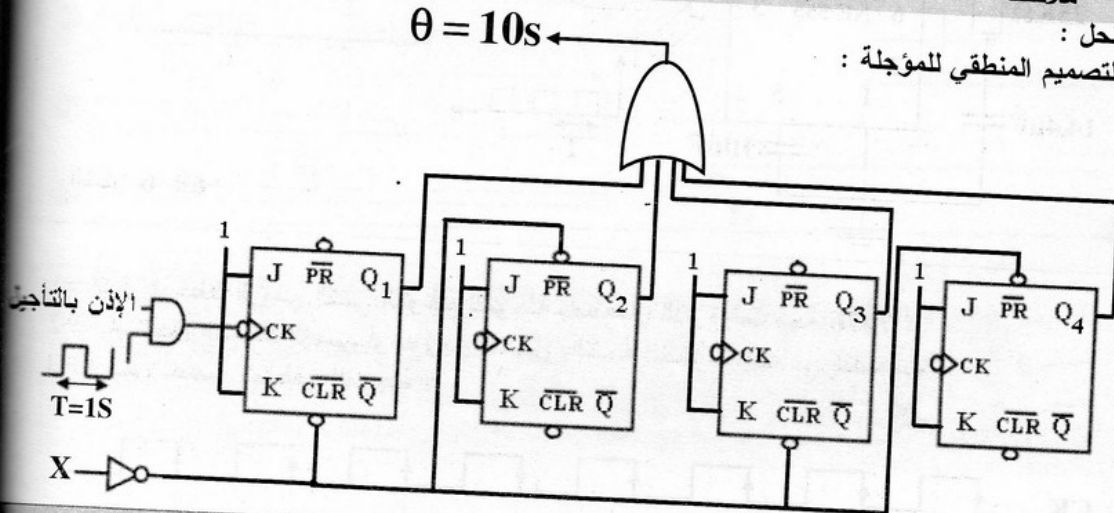 θ = 10s
حل :
لتصميم المنطقي للمؤجلة :
1
J PR̅ Q₁
CK
K CLR̅ Q̅
1
J PR̅ Q₂
CK
K CLR̅ Q̅
1
J PR̅ Q₃
CK
K CLR̅ Q̅
1
J PR̅ Q₄
CK
K CLR̅ Q̅
الإذن بالتأجيل
T=1S
X